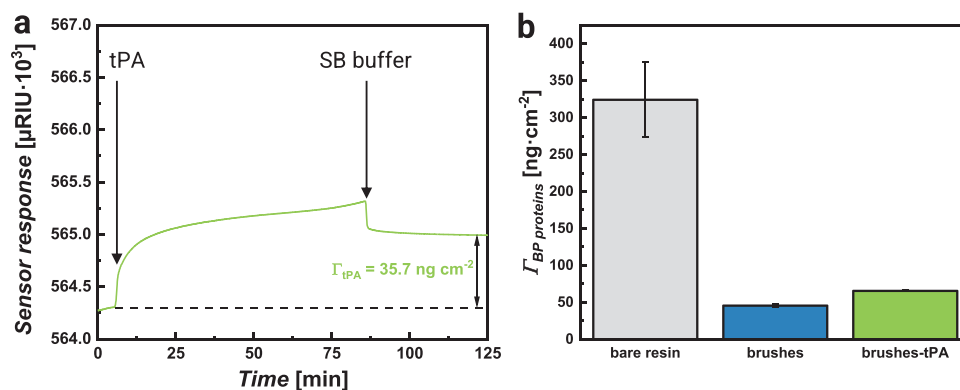 a
567.0
566.5
566.0
565.5
565.0
564.5
564.0
Sensor response [µRIU·10³]
tPA
SB buffer
ΓtPA = 35.7 ng cm⁻²
0 25 50 75 100 125
Time [min]
b
400
350
300
250
200
150
100
50
0
ΓBP proteins [ng·cm⁻²]
bare resin brushes brushes-tPA